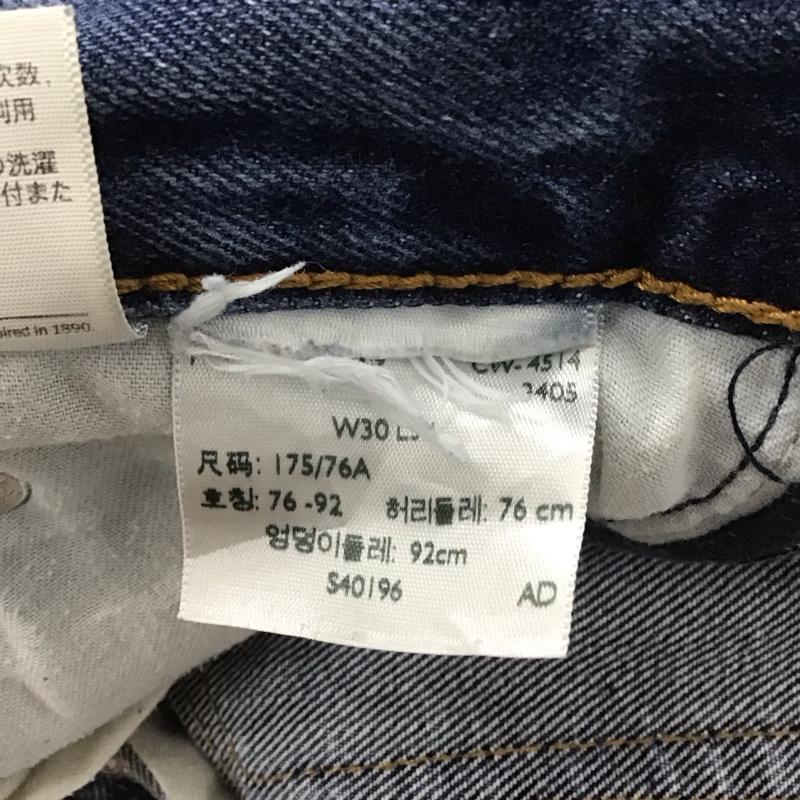 次数,
利用
の洗濯
付また
pired in 1890.
CW-4514
3405
W30
尺码: 175/76A
호칭: 76 -92 허리둘레: 76 cm
엉덩이둘레: 92cm
S40196 AD